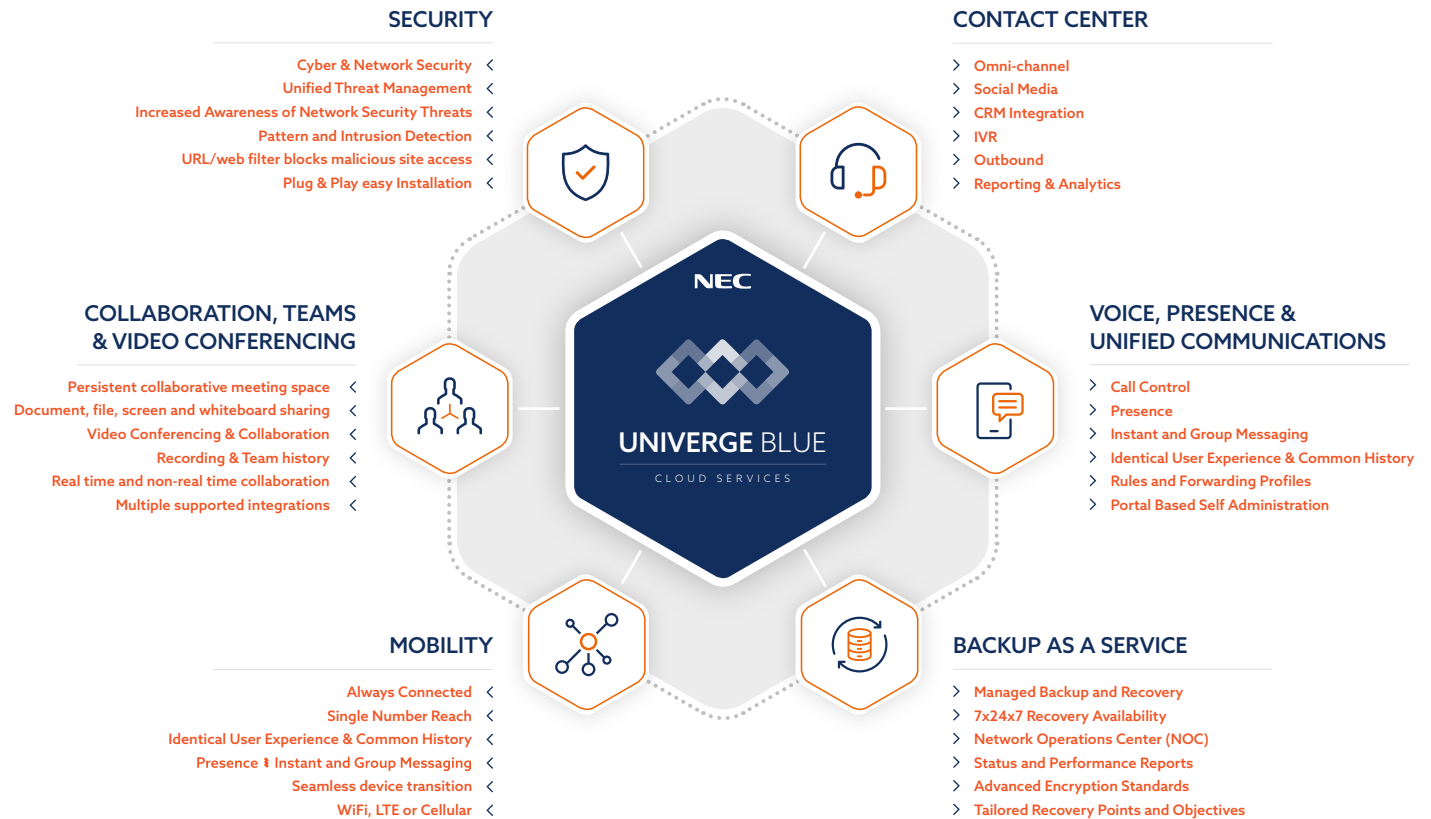 SECURITY
Cyber & Network Security
Unified Threat Management
Increased Awareness of Network Security Threats
Pattern and Intrusion Detection
URL/web filter blocks malicious site access
Plug & Play easy Installation
CONTACT CENTER
Omni-channel
Social Media
CRM Integration
IVR
Outbound
Reporting & Analytics
COLLABORATION, TEAMS
& VIDEO CONFERENCING
Persistent collaborative meeting space
Document, file, screen and whiteboard sharing
Video Conferencing & Collaboration
Recording & Team history
Real time and non-real time collaboration
Multiple supported integrations
NEC
UNIVERGE BLUE
CLOUD SERVICES
VOICE, PRESENCE &
UNIFIED COMMUNICATIONS
Call Control
Presence
Instant and Group Messaging
Identical User Experience & Common History
Rules and Forwarding Profiles
Portal Based Self Administration
MOBILITY
Always Connected
Single Number Reach
Identical User Experience & Common History
Presence Instant and Group Messaging
Seamless device transition
WiFi, LTE or Cellular
BACKUP AS A SERVICE
Managed Backup and Recovery
7x24x7 Recovery Availability
Network Operations Center (NOC)
Status and Performance Reports
Advanced Encryption Standards
Tailored Recovery Points and Objectives